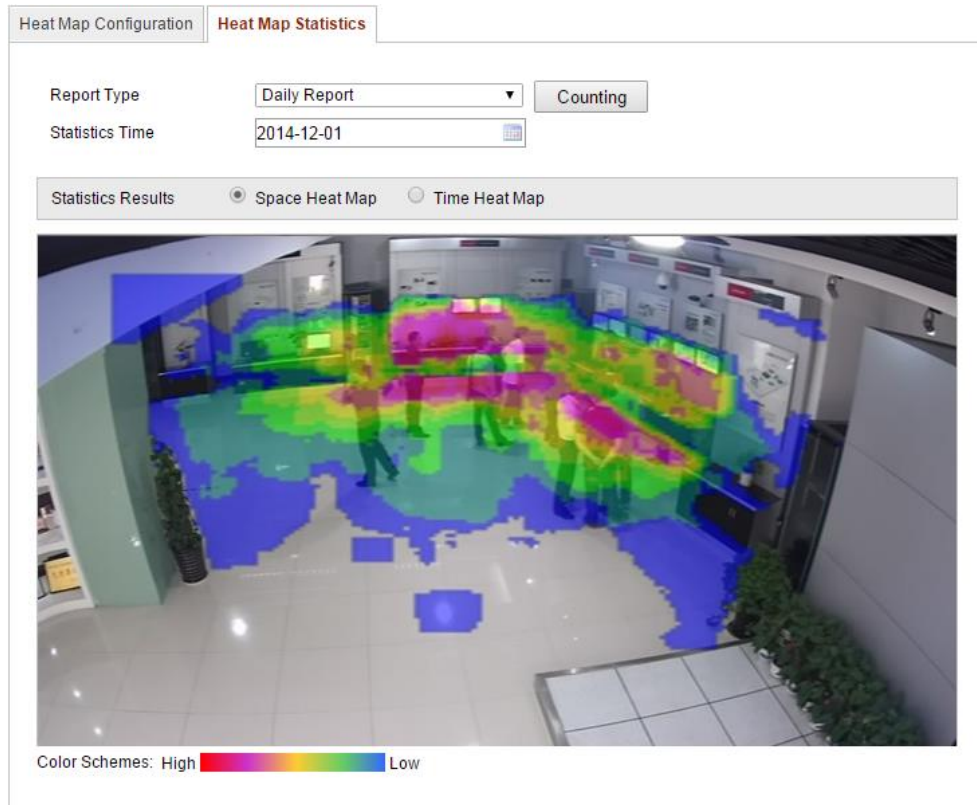 Heat Map Configuration
Heat Map Statistics
Report Type
Daily Report
Counting
Statistics Time
2014-12-01
Statistics Results
Space Heat Map
Time Heat Map
Color Schemes: High
Low